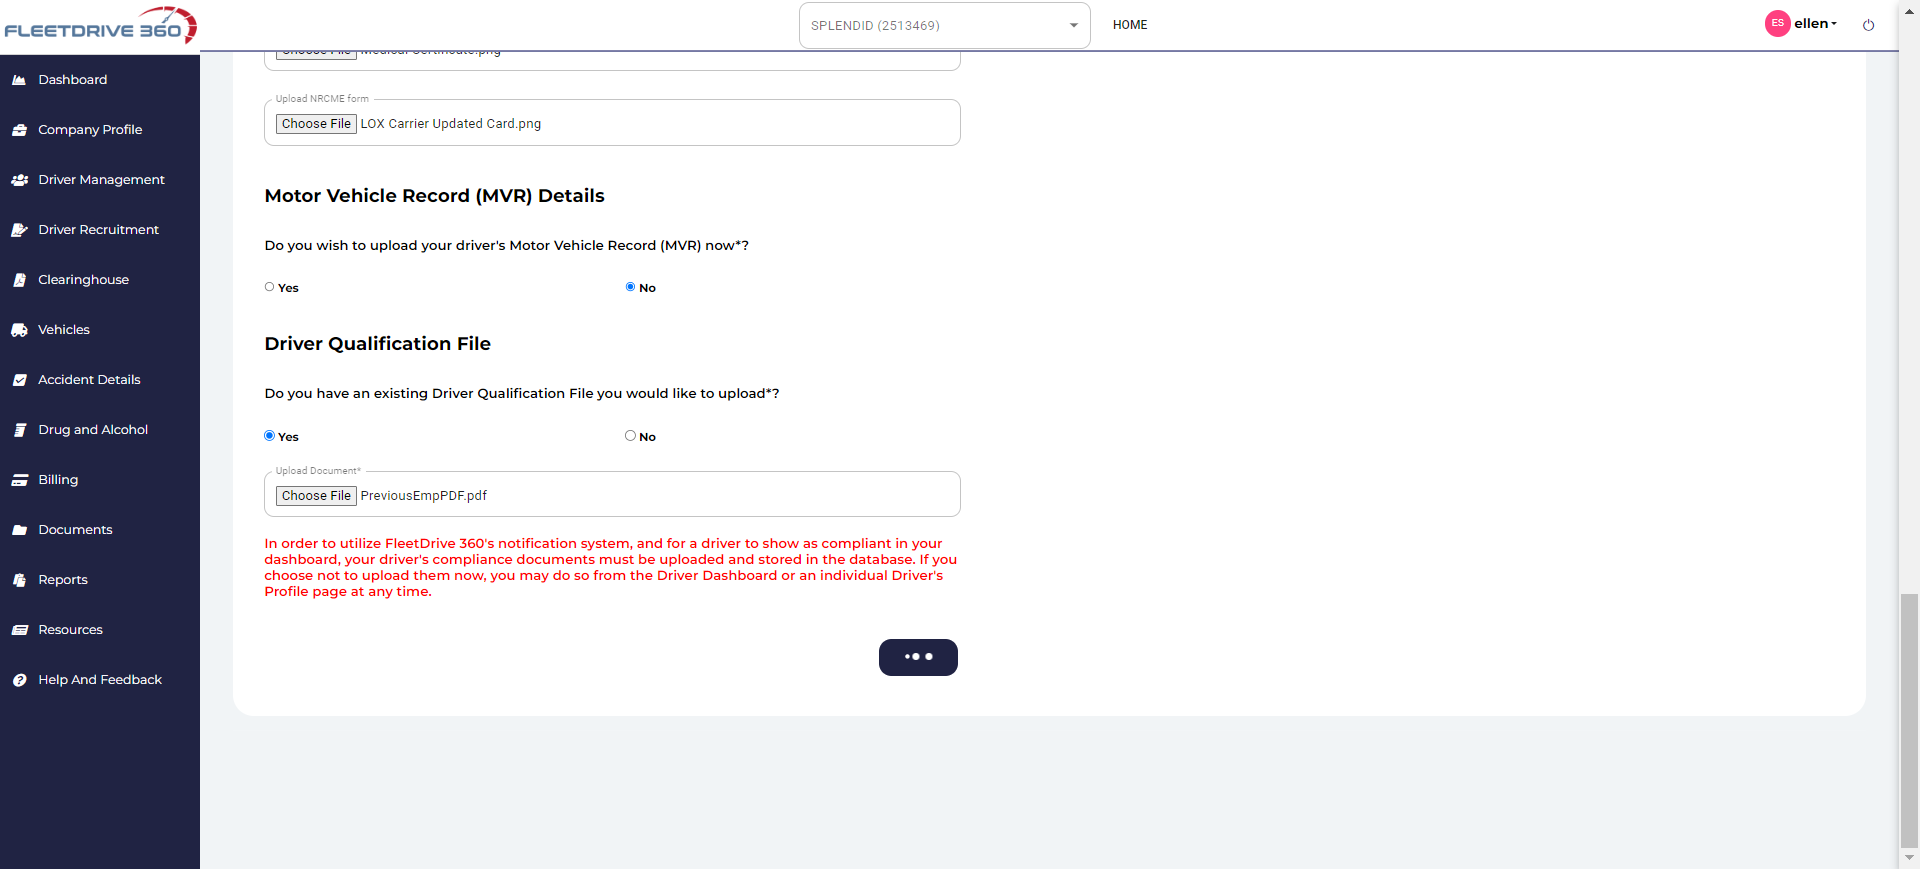 FLEETDRIVE 360
SPLENDID (2513469)
HOME
ES
ellen
Dashboard
Company Profile
Driver Management
Driver Recruitment
Clearinghouse
Vehicles
Accident Details
Drug and Alcohol
Billing
Documents
Reports
Resources
Help And Feedback
Choose File Medical Certificate.png
Upload NRCME form
Choose File LOX Carrier Updated Card.png
Motor Vehicle Record (MVR) Details
Do you wish to upload your driver's Motor Vehicle Record (MVR) now*?
Yes No
Driver Qualification File
Do you have an existing Driver Qualification File you would like to upload*?
Yes No
Upload Document*
Choose File PreviousEmpPDF.pdf
In order to utilize FleetDrive 360's notification system, and for a driver to show as compliant in your
dashboard, your driver's compliance documents must be uploaded and stored in the database. If you
choose not to upload them now, you may do so from the Driver Dashboard or an individual Driver's
Profile page at any time.